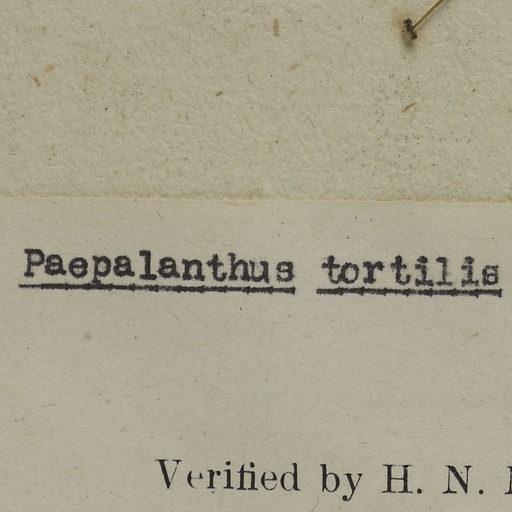 Paepalanthus tortilis
Verified by H. N.